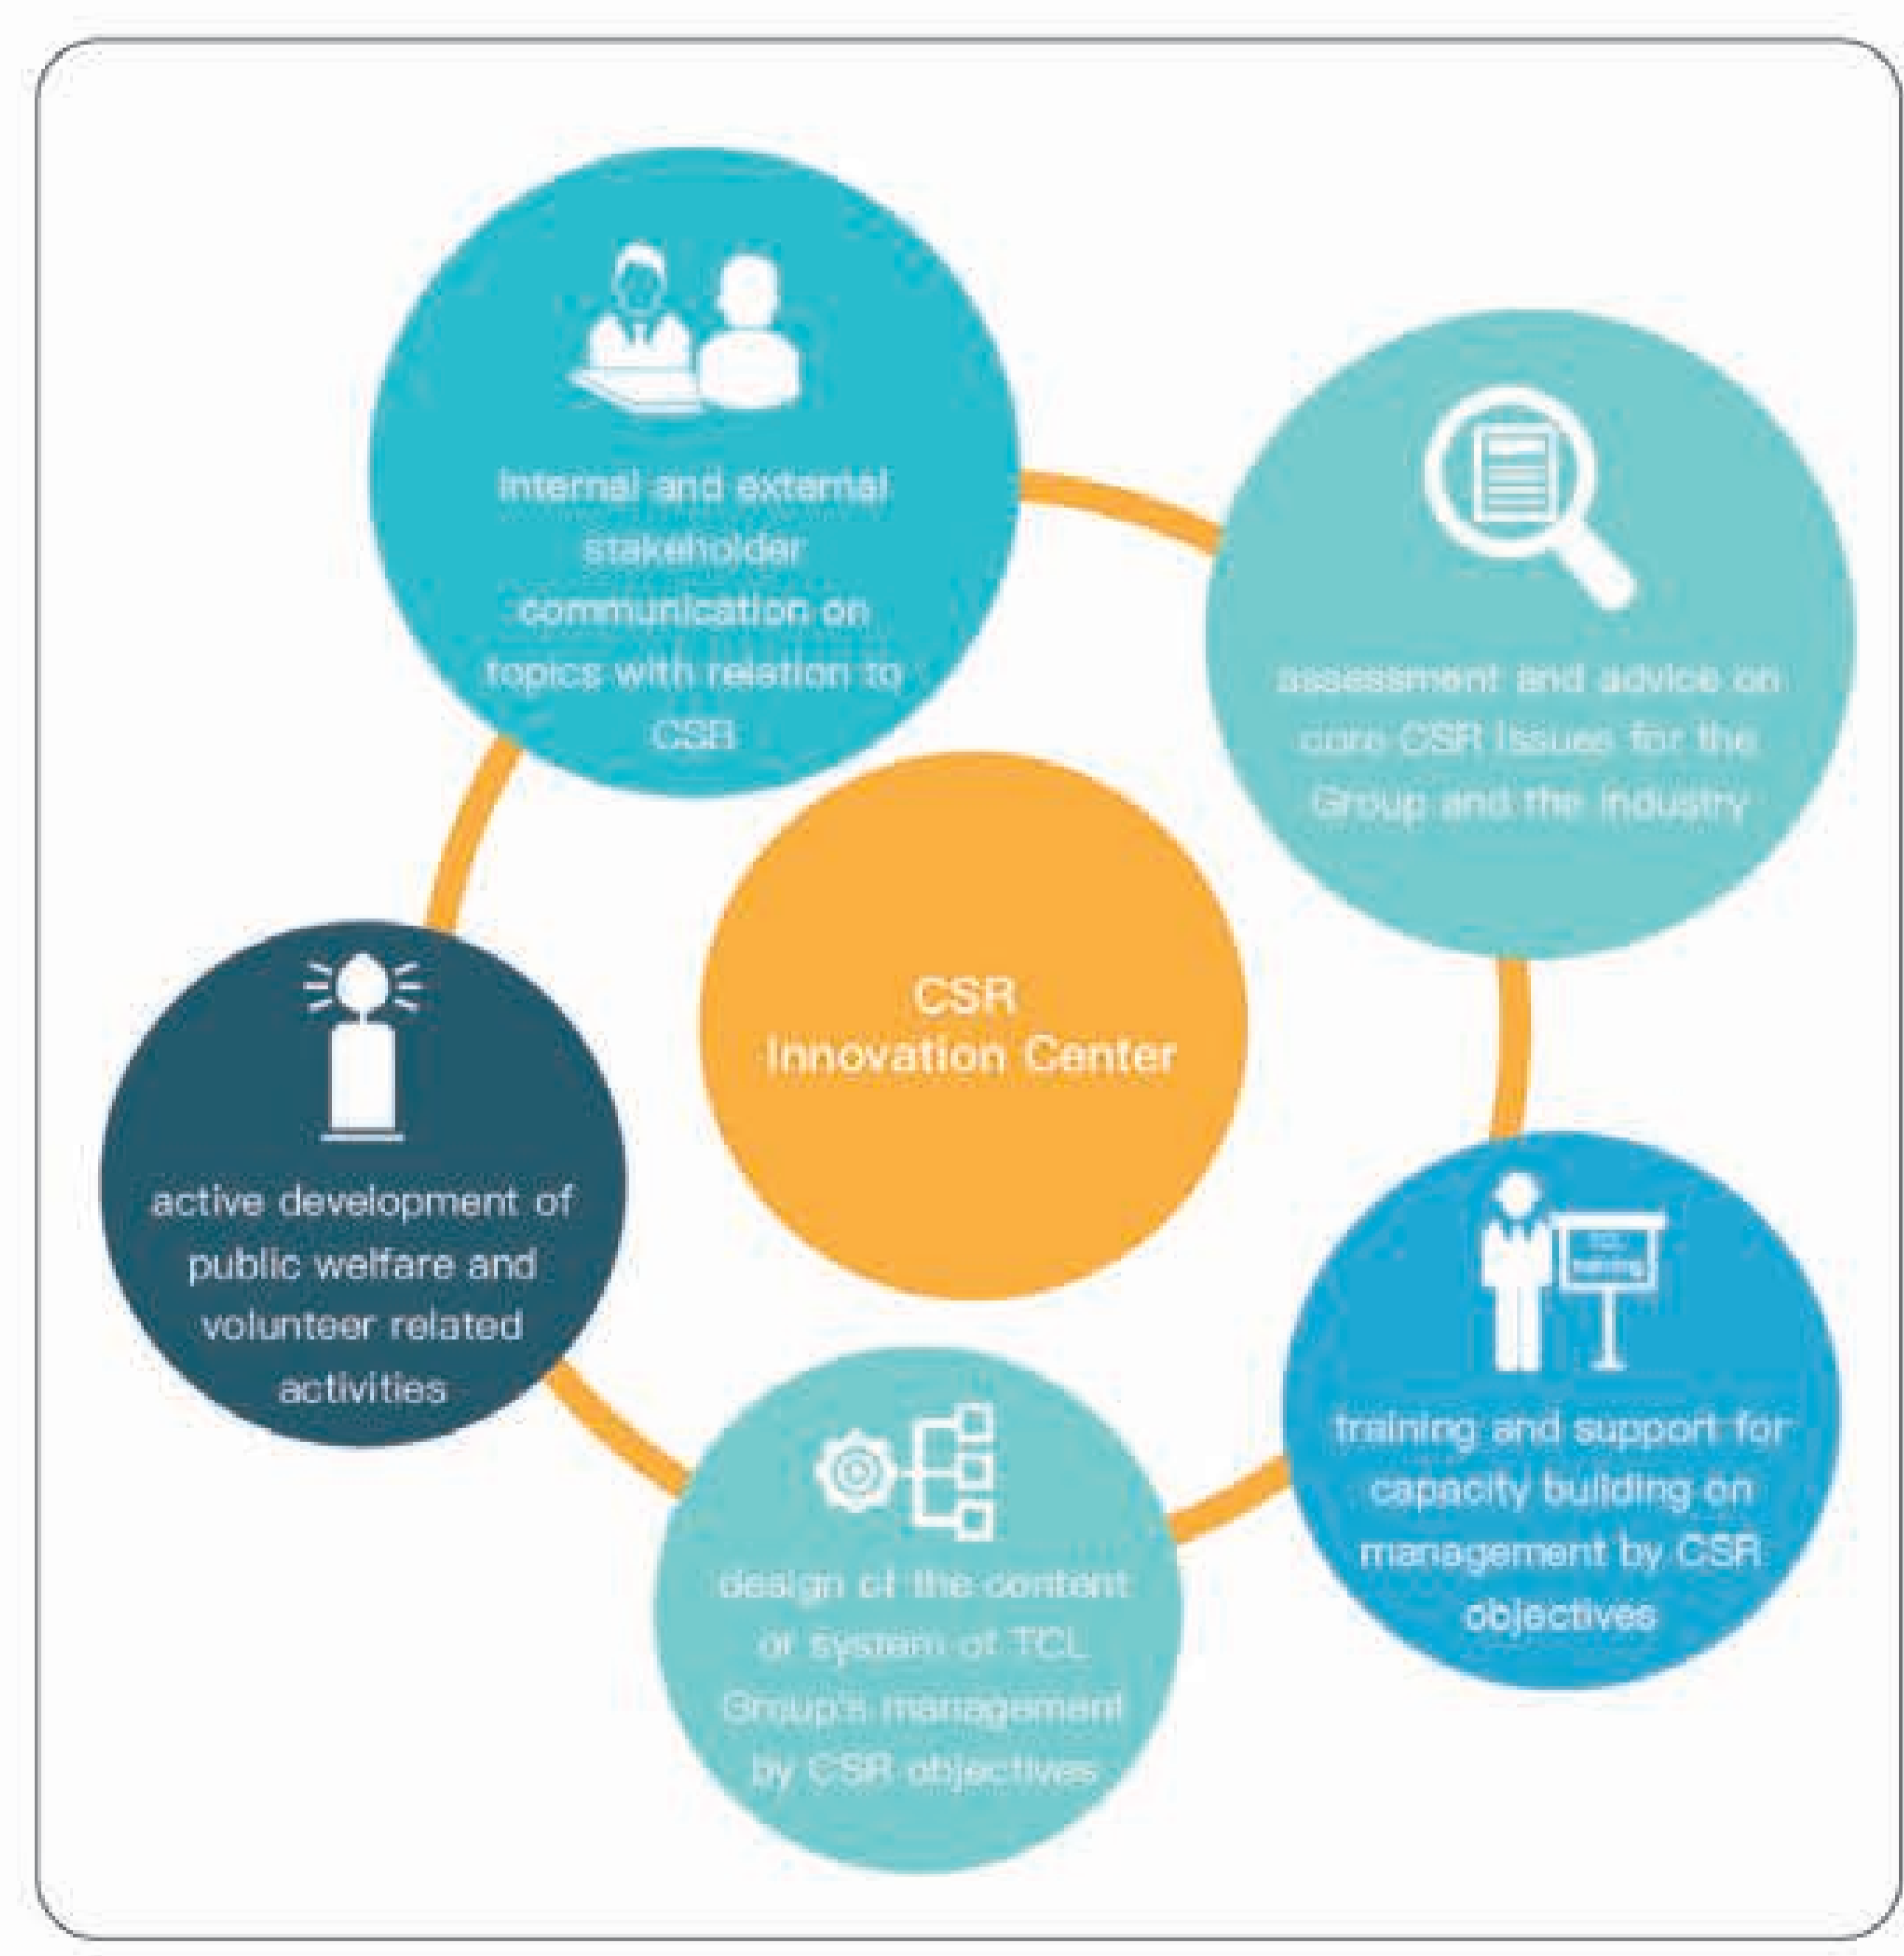 Internal and external
stakeholder
communication on
topics with relation to
CSR
assessment and advice on
core CSR issues for the
Group and the industry
CSR
Innovation Center
active development of
public welfare and
volunteer related
activities
training
training and support for
capacity building on
management by CSR
objectives
design of the content
or system of TCL
Group's management
by CSR objectives